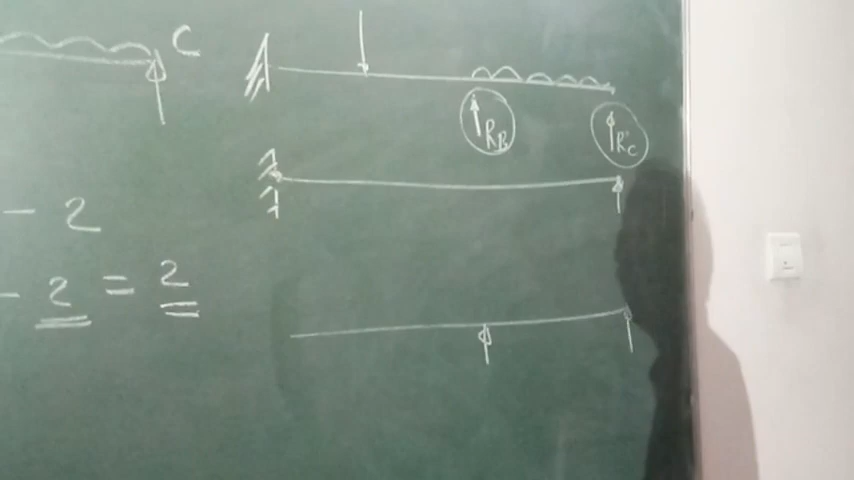 C
R_B
R_C
- 2
- 2 = 2